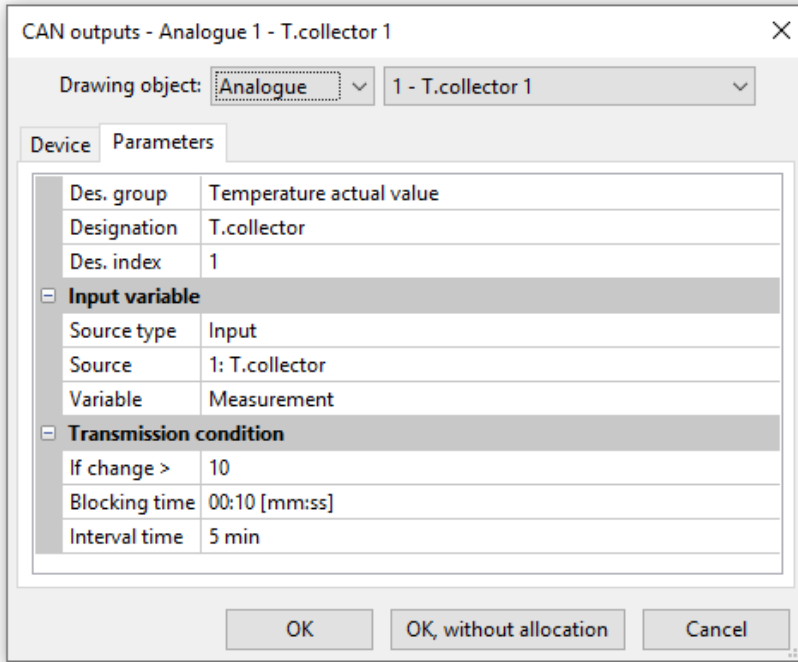 CAN outputs - Analogue 1 - T.collector 1
Drawing object: Analogue 1 - T.collector 1
Device Parameters
Des. group Temperature actual value
Designation T.collector
Des. index 1
Input variable
Source type Input
Source 1: T.collector
Variable Measurement
Transmission condition
If change > 10
Blocking time 00:10 [mm:ss]
Interval time 5 min
OK OK, without allocation Cancel